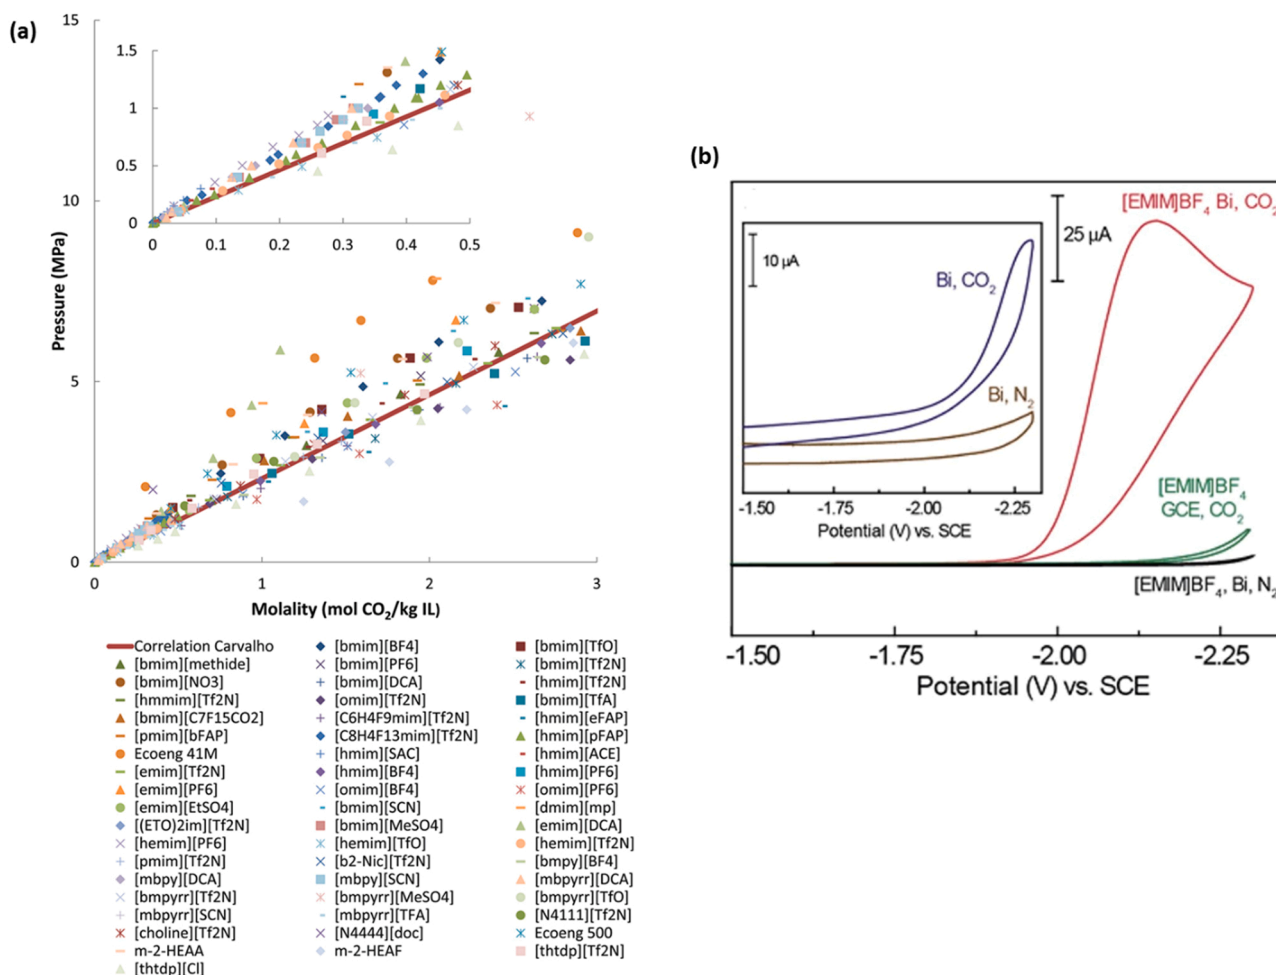 (a)
15
10
5
0
0
1
2
3
Pressure (MPa)
Molality (mol CO2/kg IL)
1.5
1
0.5
0
0
0.1
0.2
0.3
0.4
0.5
Correlation Carvalho
[bmim][BF4]
[bmim][TfO]
[bmim][methide]
[bmim][PF6]
[bmim][Tf2N]
[bmim][NO3]
[bmim][DCA]
[hmim][Tf2N]
[hmmim][Tf2N]
[omim][Tf2N]
[bmim][TfA]
[bmim][C7F15CO2]
[C6H4F9mim][Tf2N]
[hmim][eFAP]
[pmim][bFAP]
[C8H4F13mim][Tf2N]
[hmim][pFAP]
Ecoeng 41M
[hmim][SAC]
[hmim][ACE]
[emim][Tf2N]
[hmim][BF4]
[hmim][PF6]
[emim][PF6]
[omim][BF4]
[omim][PF6]
[emim][EtSO4]
[bmim][SCN]
[dmim][mp]
[(ETO)2im][Tf2N]
[bmim][MeSO4]
[emim][DCA]
[hemim][PF6]
[hemim][TfO]
[hemim][Tf2N]
[pmim][Tf2N]
[b2-Nic][Tf2N]
[bmpy][BF4]
[mbpy][DCA]
[mbpy][SCN]
[mbpyrr][DCA]
[bmpyrr][Tf2N]
[bmpyrr][MeSO4]
[bmpyrr][TfO]
[mbpyrr][SCN]
[mbpyrr][TFA]
[N4111][Tf2N]
[choline][Tf2N]
[N4444][doc]
Ecoeng 500
m-2-HEAA
m-2-HEAF
[thtdp][Tf2N]
[thtdp][Cl]
(b)
[EMIM]BF4 Bi, CO2
25 µA
10 µA
Bi, CO2
Bi, N2
-1.50
-1.75
-2.00
-2.25
Potential (V) vs. SCE
[EMIM]BF4
GCE, CO2
[EMIM]BF4, Bi, N2
-1.50
-1.75
-2.00
-2.25
Potential (V) vs. SCE